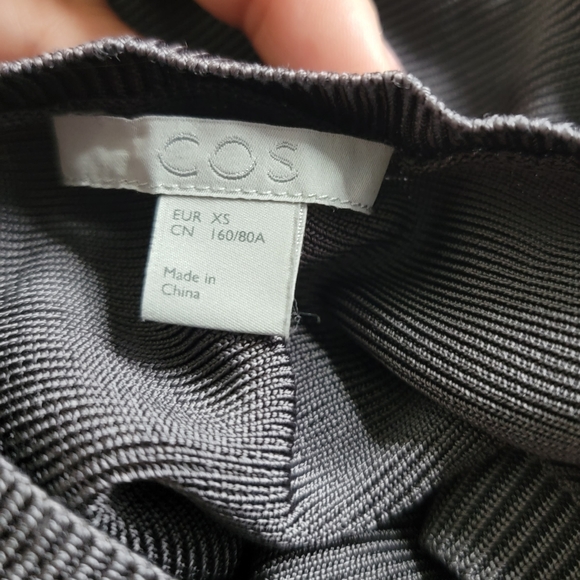 COS
EUR XS
CN 160/80A
Made in
China